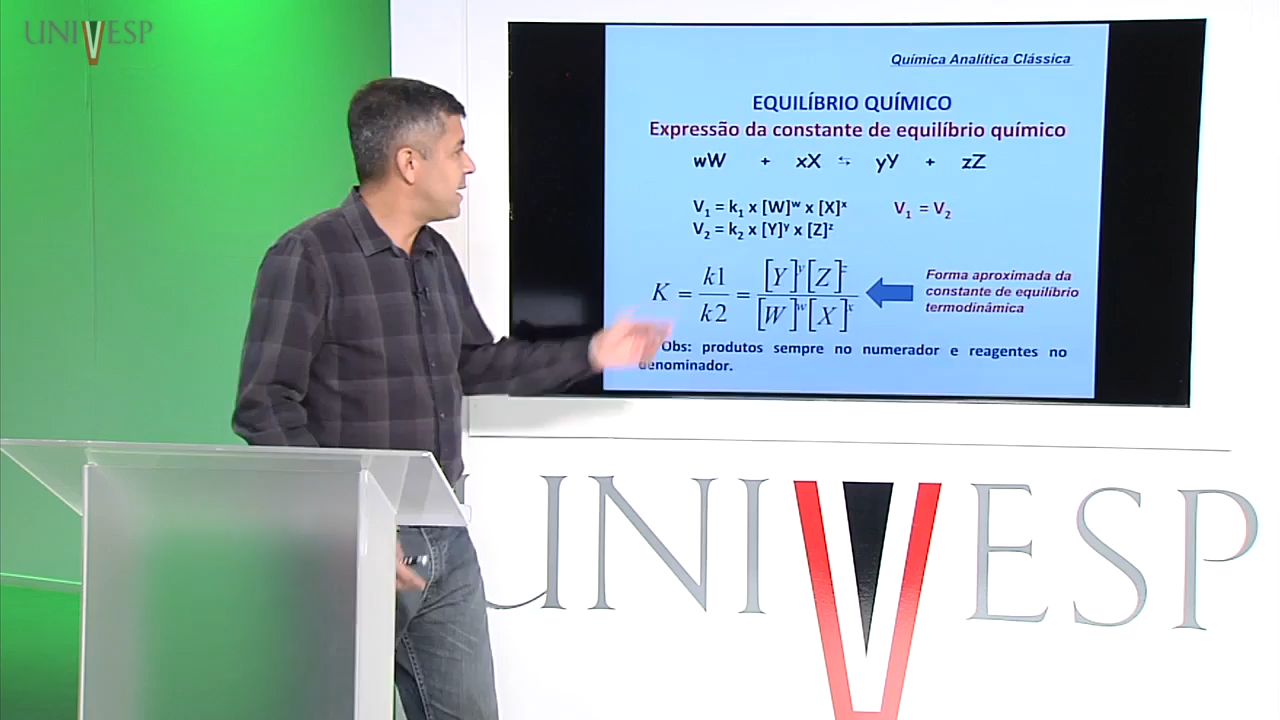 UNIVESP
Química Analítica Clássica
EQUILÍBRIO QUÍMICO
Expressão da constante de equilíbrio químico
wW + xX ⇆ yY + zZ
V₁ = k₁ x [W]ʷ x [X]ˣ V₁ = V₂
V₂ = k₂ x [Y]ʸ x [Z]ᶻ
K = k1/k2 = [Y]ʸ[Z]ᶻ/[W]ʷ[X]ˣ
Forma aproximada da
constante de equilíbrio
termodinâmica
Obs: produtos sempre no numerador e reagentes no
denominador.
UNIVESP